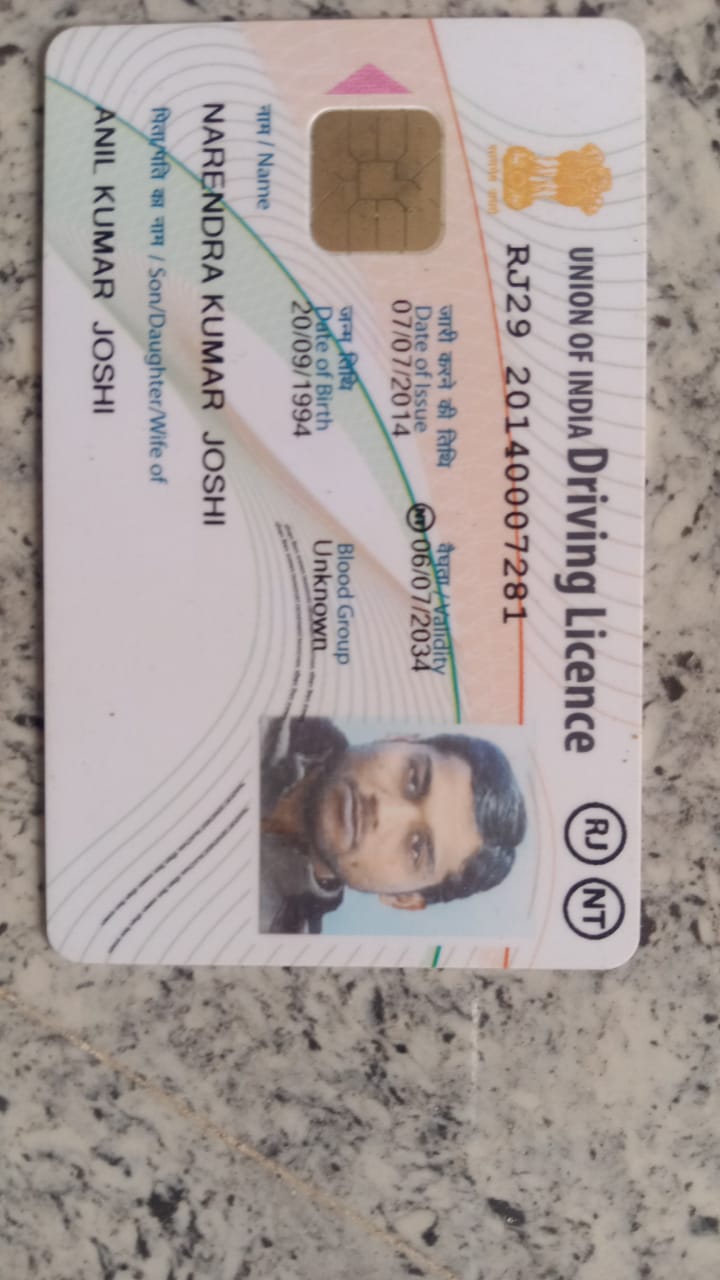 UNION OF INDIA Driving Licence RJ NT
सत्यमेव जयते
RJ29 20140007281
जारी करने की तिथि वैधता / Validity
Date of Issue NT 06/07/2034
07/07/2014
जन्म तिथि Blood Group
Date of Birth Unknown
20/09/1994
नाम / Name
NARENDRA KUMAR JOSHI
पिता/पति का नाम / Son/Daughter/Wife of
ANIL KUMAR JOSHI